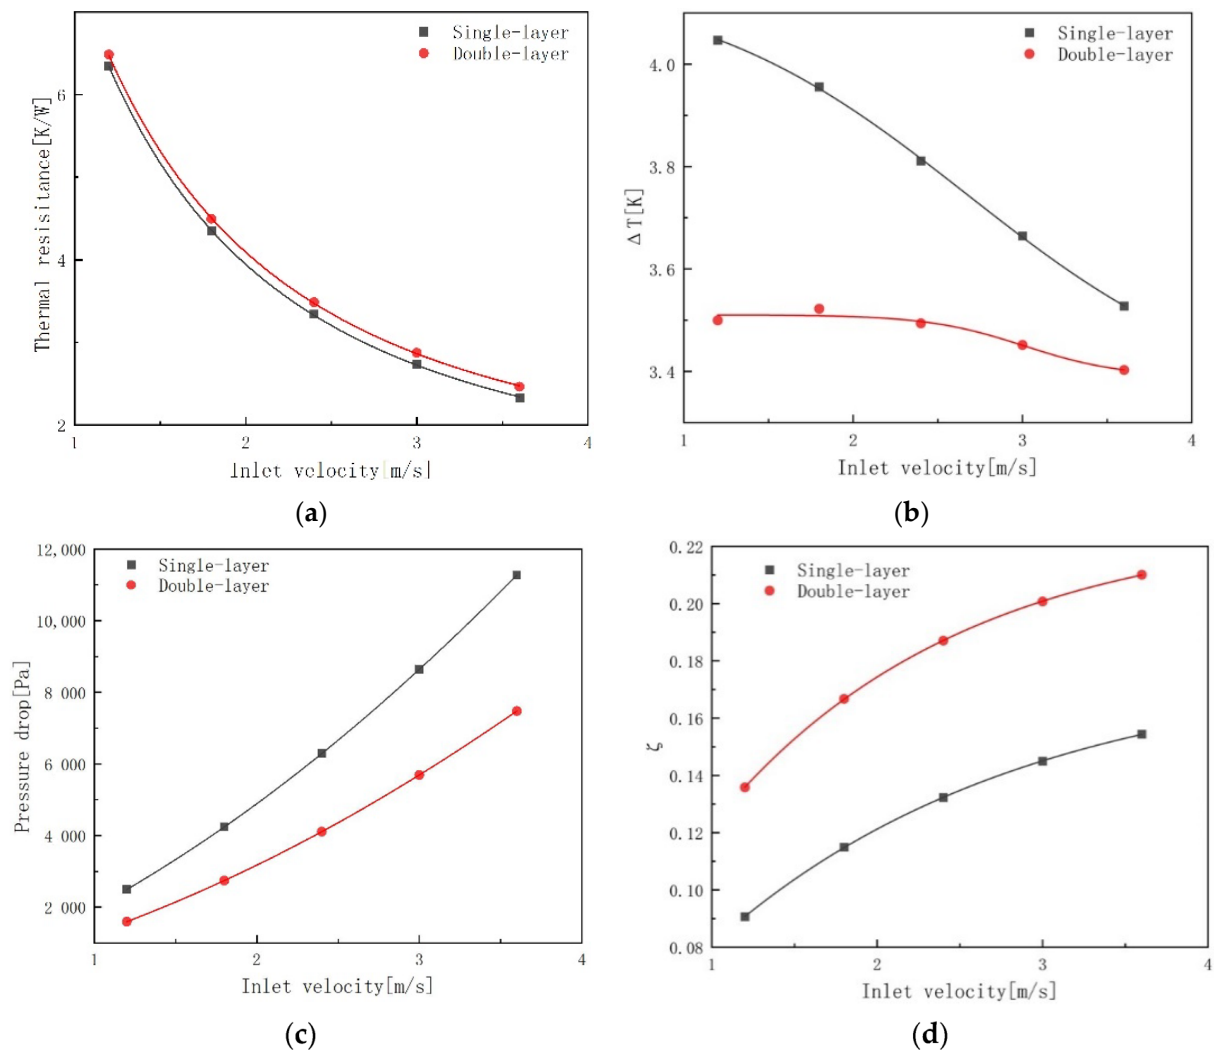 Single-layer
Double-layer
6
4
2
1
2
3
4
Thermal resisitance[K/W]
Inlet velocity[m/s]
(a)
Single-layer
Double-layer
4.0
3.8
3.6
3.4
1
2
3
4
ΔT[K]
Inlet velocity[m/s]
(b)
12,000
10,000
8 000
6 000
4 000
2 000
Single-layer
Double-layer
1
2
3
4
Pressure drop[Pa]
Inlet velocity[m/s]
(c)
0.22
0.20
0.18
0.16
0.14
0.12
0.10
0.08
Single-layer
Double-layer
1
2
3
4
ζ
Inlet velocity[m/s]
(d)